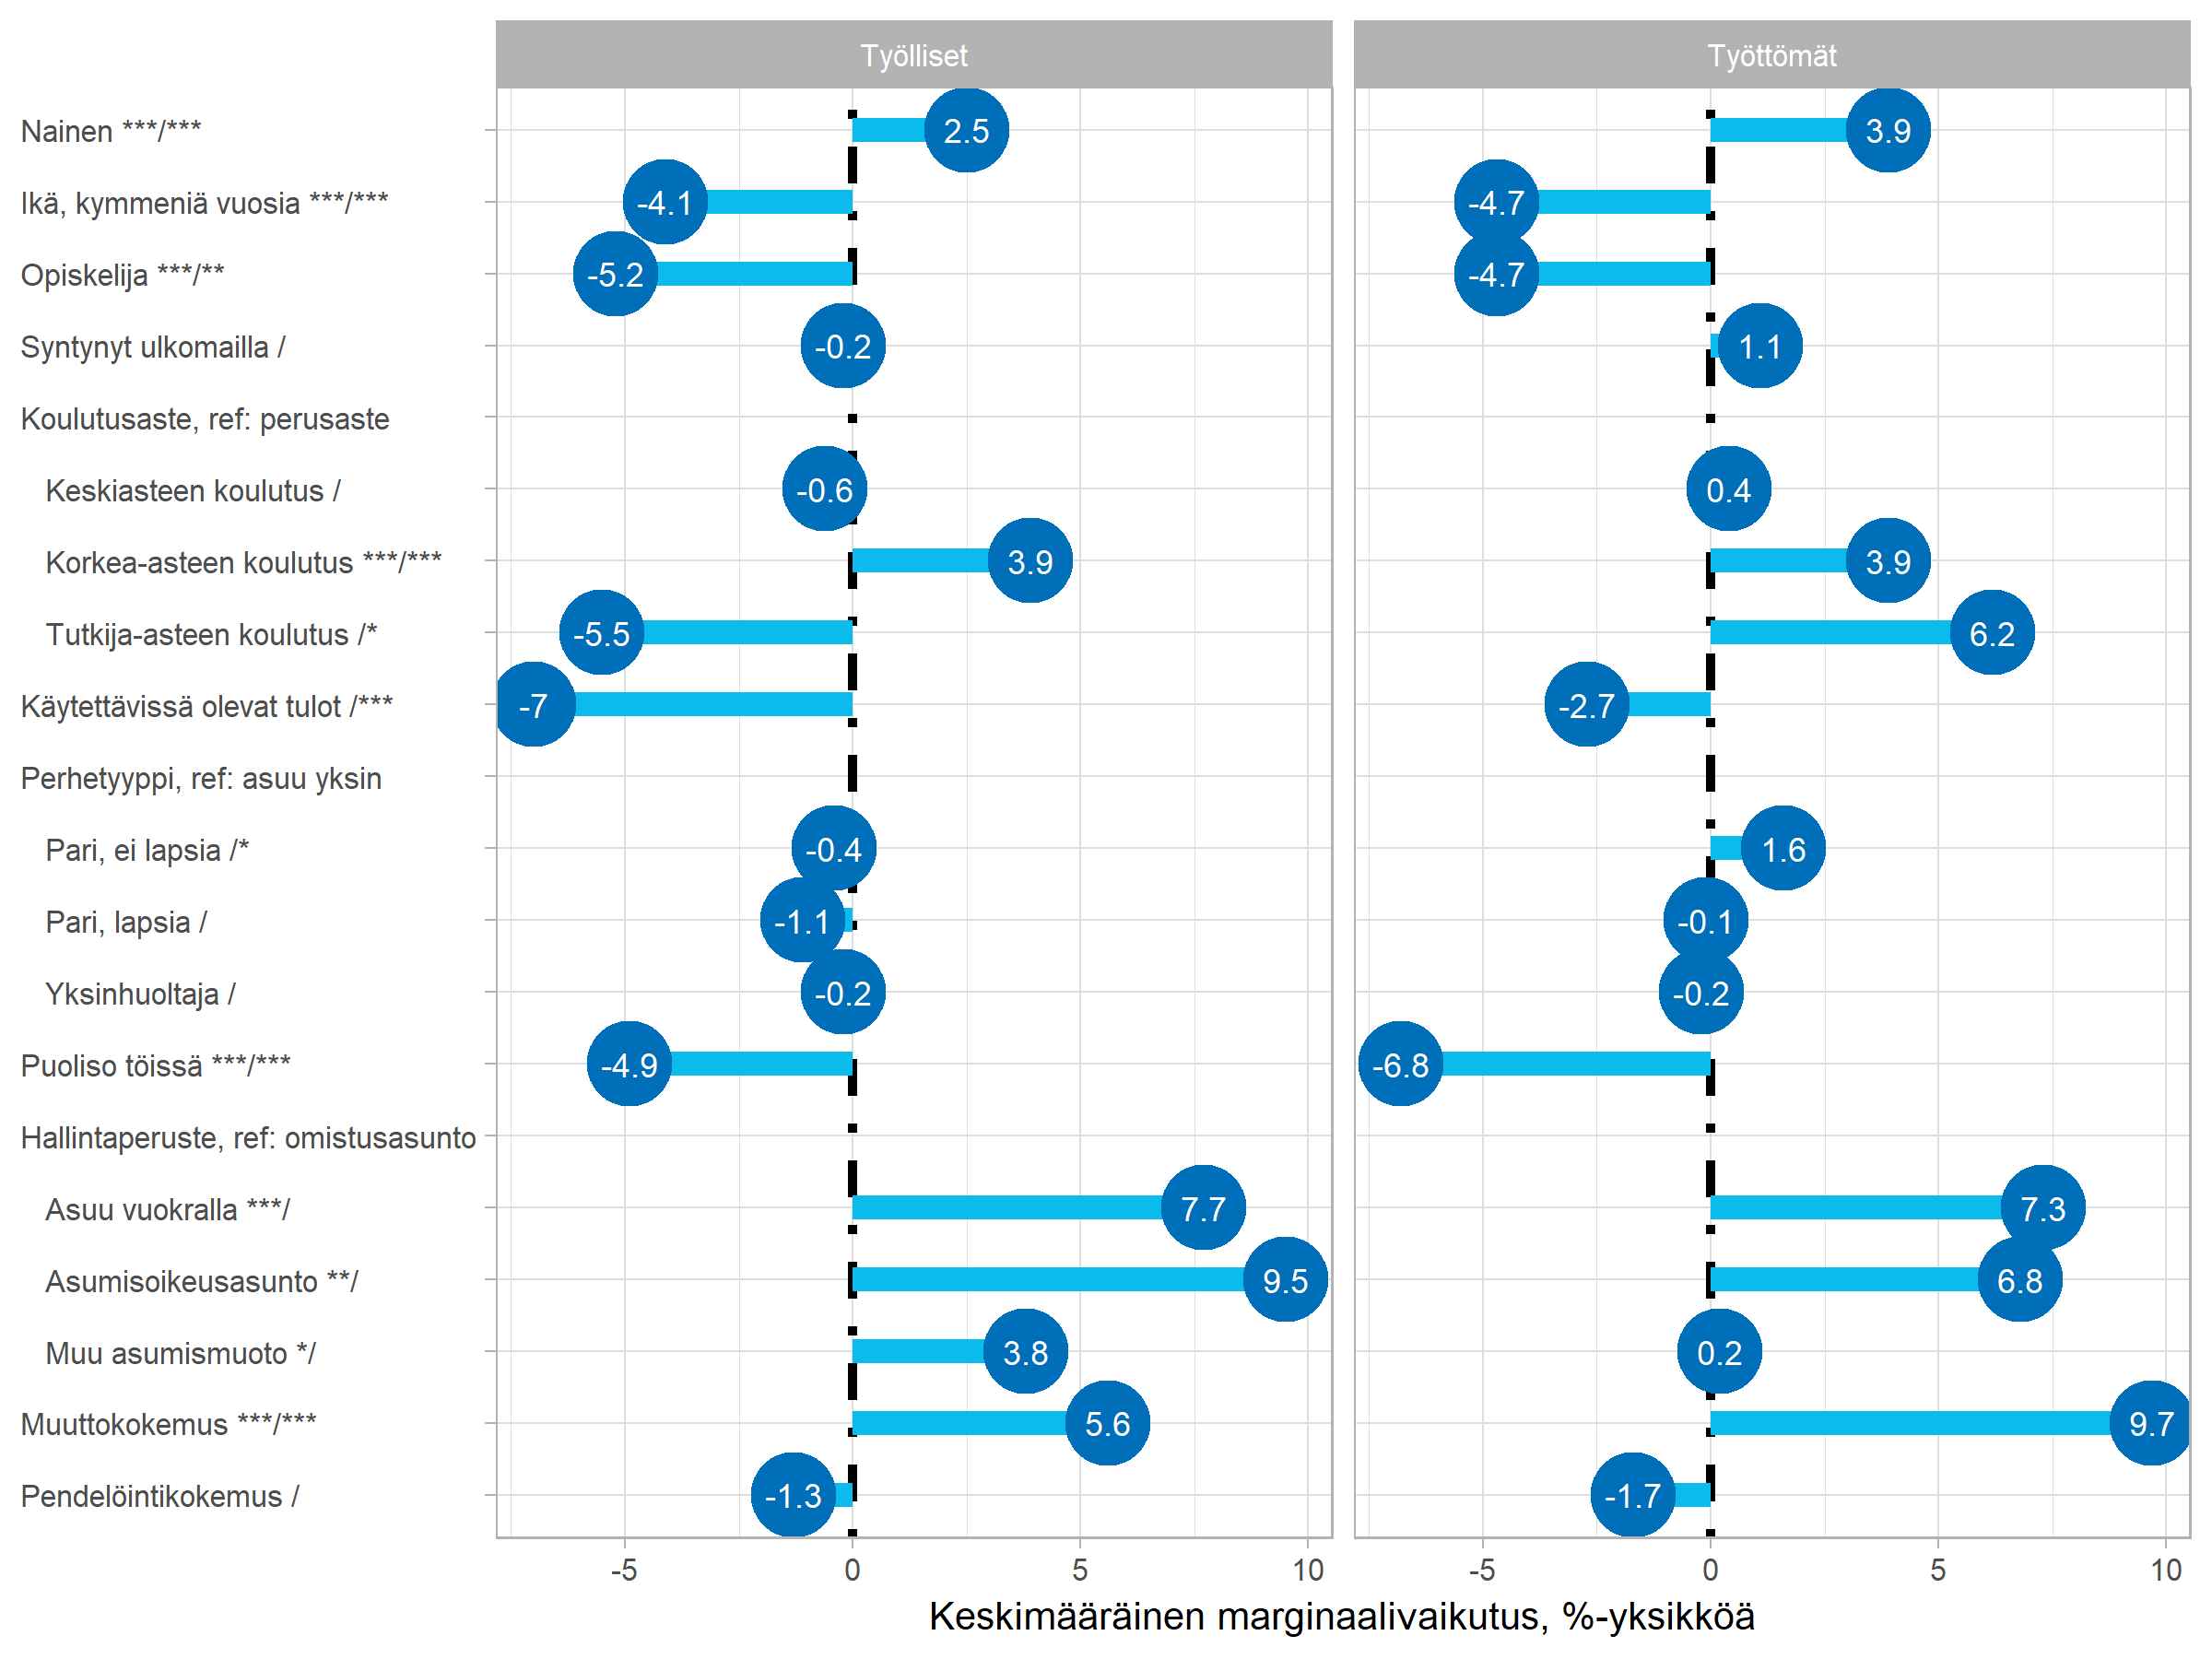 Työlliset Työttömät
Nainen ***/*** 2.5 3.9
Ikä, kymmeniä vuosia ***/*** -4.1 -4.7
Opiskelija ***/** -5.2 -4.7
Syntynyt ulkomailla / -0.2 1.1
Koulutusaste, ref: perusaste
Keskiasteen koulutus / -0.6 0.4
Korkea-asteen koulutus ***/*** 3.9 3.9
Tutkija-asteen koulutus /* -5.5 6.2
Käytettävissä olevat tulot /*** -7 -2.7
Perhetyyppi, ref: asuu yksin
Pari, ei lapsia /* -0.4 1.6
Pari, lapsia / -1.1 -0.1
Yksinhuoltaja / -0.2 -0.2
Puoliso töissä ***/*** -4.9 -6.8
Hallintaperuste, ref: omistusasunto
Asuu vuokralla ***/ 7.7 7.3
Asumisoikeusasunto **/ 9.5 6.8
Muu asumismuoto */ 3.8 0.2
Muuttokokemus ***/*** 5.6 9.7
Pendelöintikokemus / -1.3 -1.7
-5 0 5 10 -5 0 5 10
Keskimääräinen marginaalivaikutus, %-yksikköä